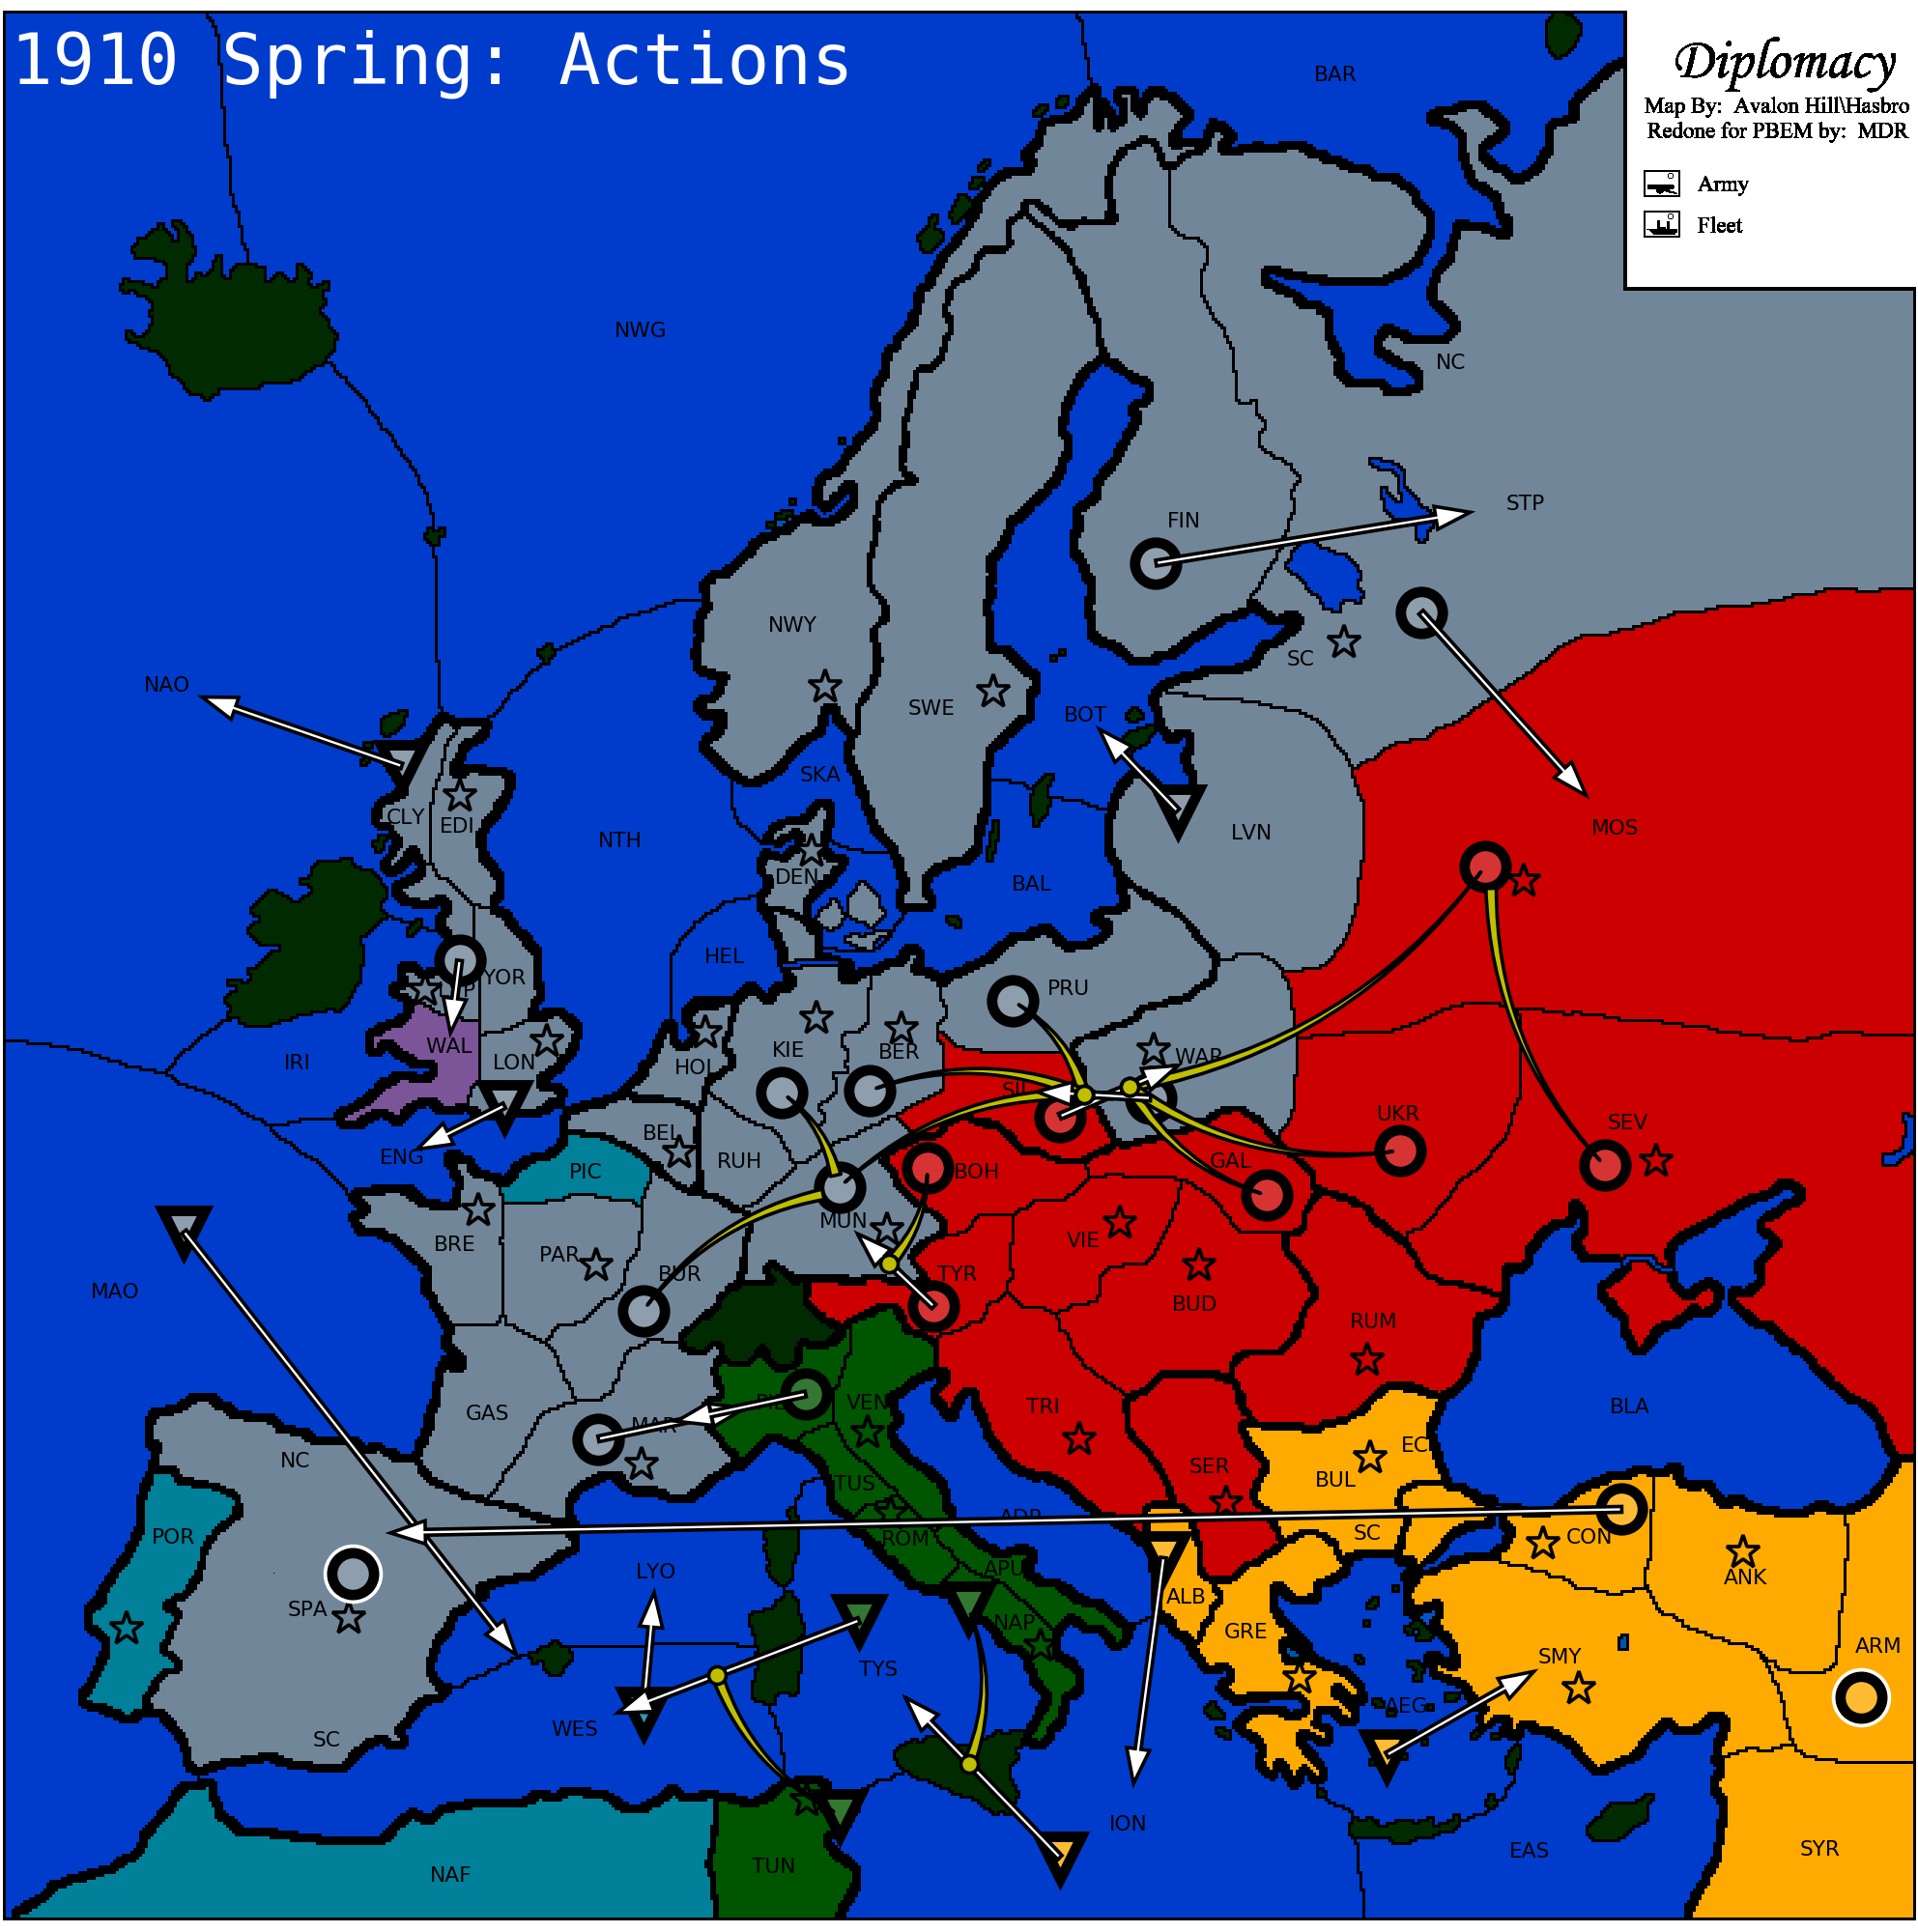 1910 Spring: Actions
Diplomacy
Map By: Avalon Hill\Hasbro
Redone for PBEM by: MDR
Army
Fleet
BAR
NWG
NC
STP
FIN
NWY
SC
NAO
SWE
BOT
SKA
CLY
EDI
NTH
LVN
MOS
DEN
BAL
HEL
YOR
PRU
WAL
LON
IRI
KIE
BER
WAR
HOL
SIL
UKR
SEV
BEL
ENG
PIC
RUH
BOH
GAL
MUN
BRE
PAR
VIE
BUR
TYR
MAO
BUD
RUM
GAS
MAR
PIE
VEN
TRI
BLA
NC
SER
EC
BUL
TUS
ADR
POR
ROM
SC
CON
LYO
APU
ANK
SPA
ALB
NAP
GRE
ARM
TYS
SMY
AEG
WES
SC
ION
EAS
SYR
NAF
TUN